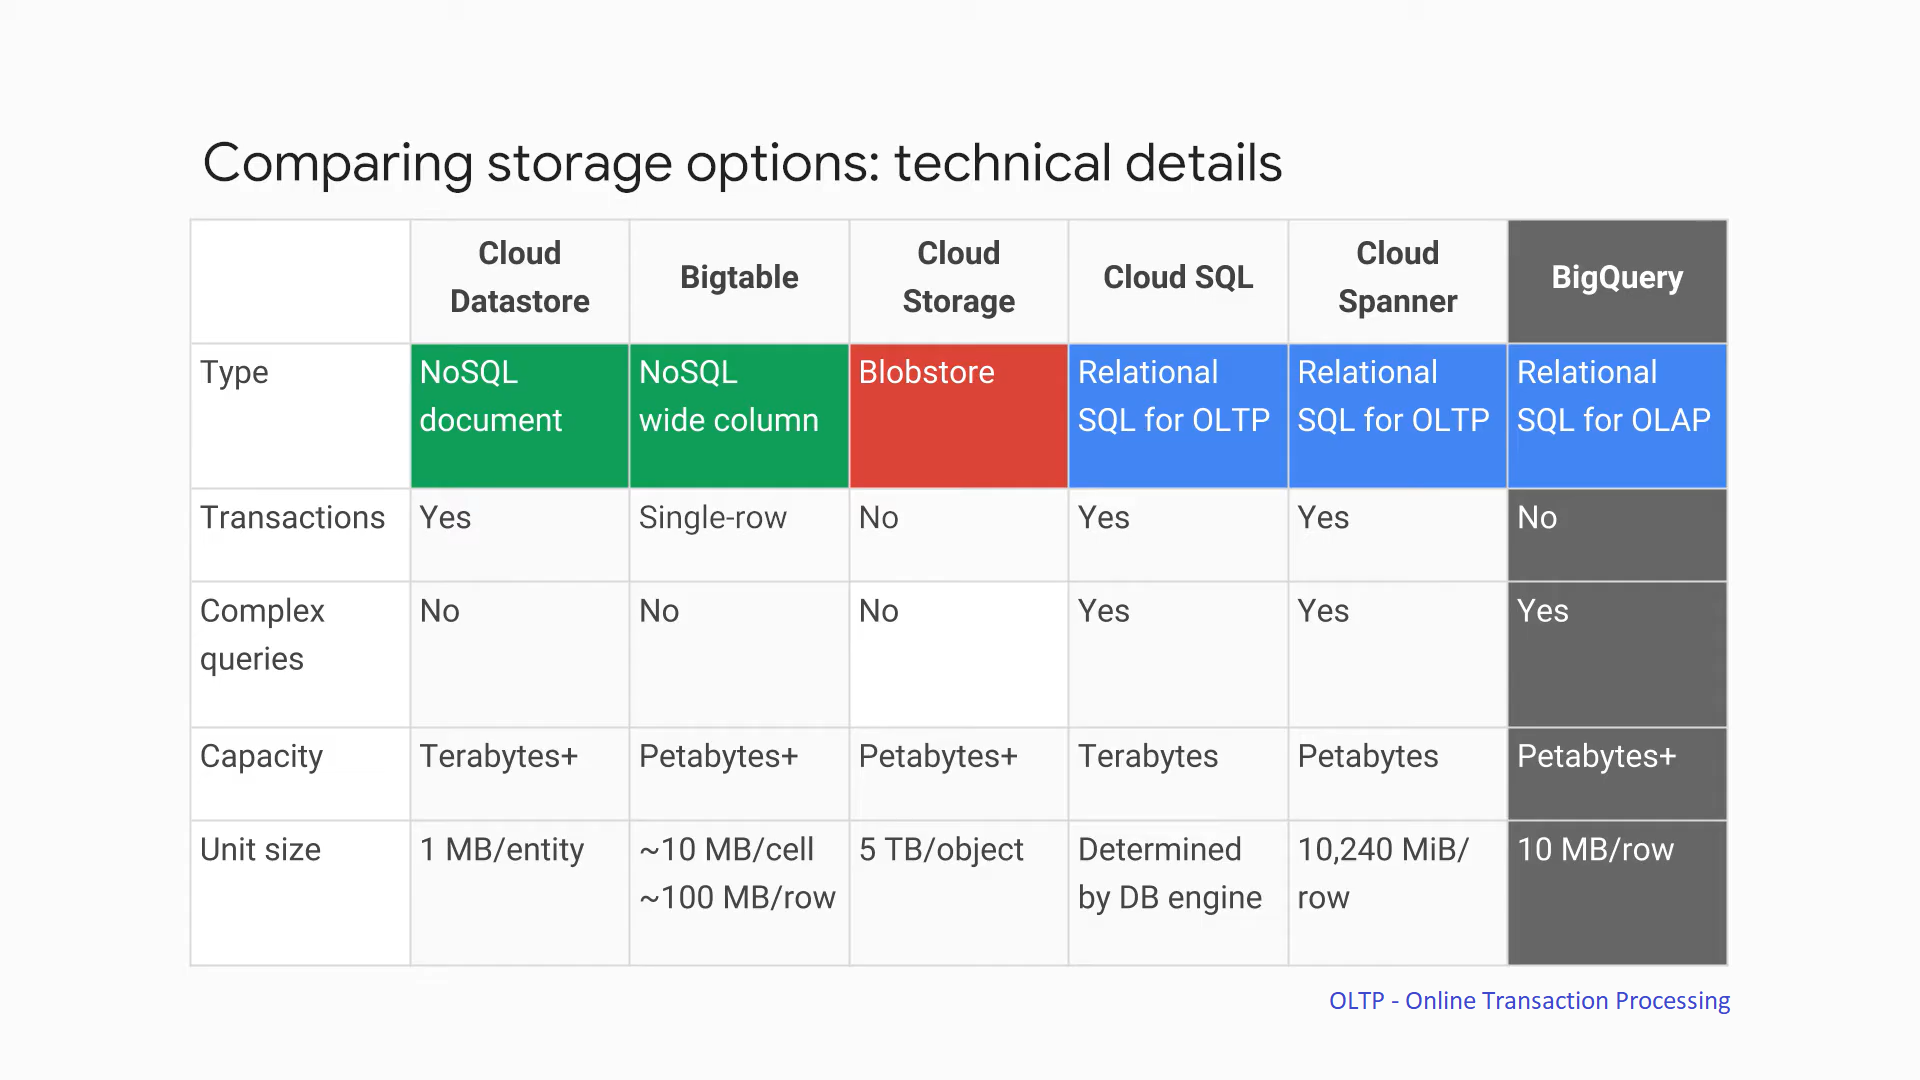 Comparing storage options: technical details
Cloud
Datastore
Bigtable
Cloud
Storage
Cloud SQL
Cloud
Spanner
BigQuery
Type
NoSQL
document
NoSQL
wide column
Blobstore
Relational
SQL for OLTP
Relational
SQL for OLTP
Relational
SQL for OLAP
Transactions
Yes
Single-row
No
Yes
Yes
No
Complex
queries
No
No
No
Yes
Yes
Yes
Capacity
Terabytes+
Petabytes+
Petabytes+
Terabytes
Petabytes
Petabytes+
Unit size
1 MB/entity
~10 MB/cell
~100 MB/row
5 TB/object
Determined
by DB engine
10,240 MiB/
row
10 MB/row
OLTP - Online Transaction Processing